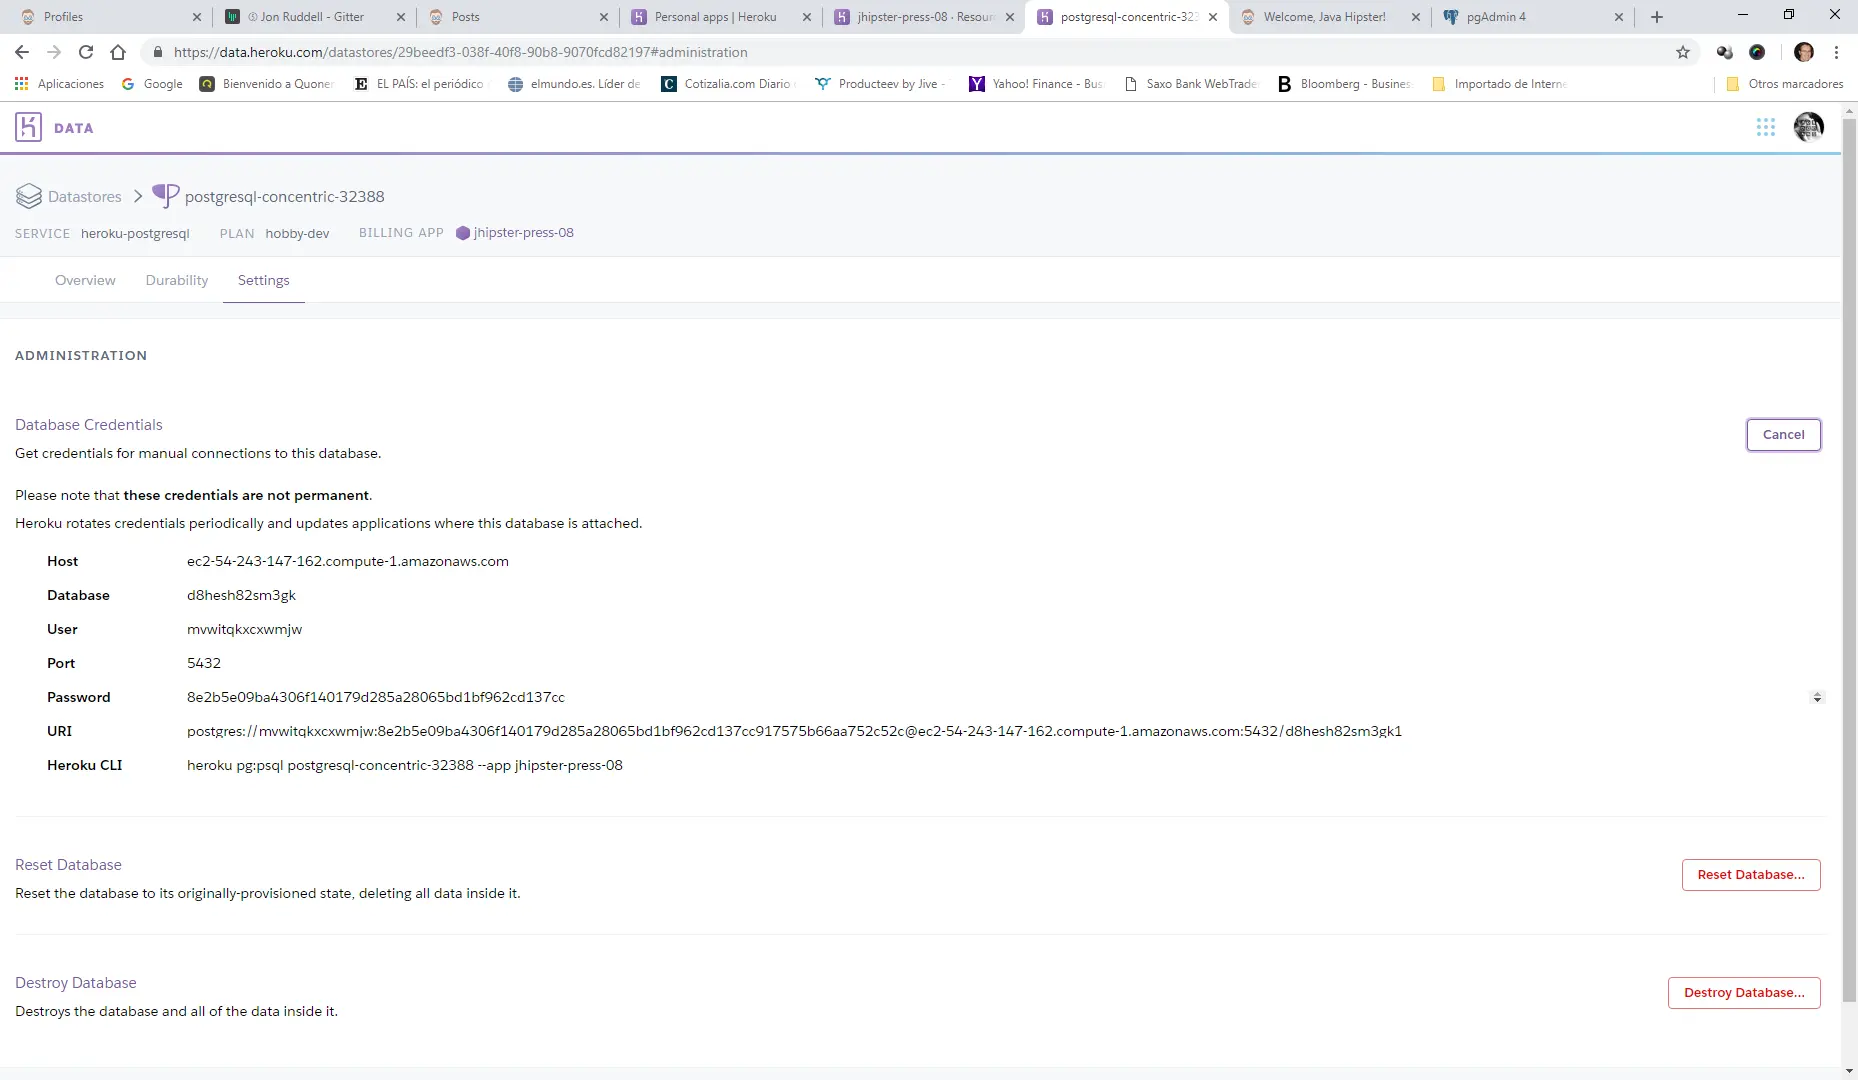 Profiles
① Jon Ruddell - Gitter
Posts
Personal apps | Heroku
jhipster-press-08 · Resour
postgresql-concentric-323
Welcome, Java Hipster!
pgAdmin 4
https://data.heroku.com/datastores/29beedf3-038f-40f8-90b8-9070fcd82197#administration
Aplicaciones
Google
Bienvenido a Quoner
EL PAÍS: el periódico
elmundo.es. Líder de
Cotizalia.com Diario
Producteev by Jive -
Yahoo! Finance - Bus
Saxo Bank WebTrade
Bloomberg - Busines
Importado de Interne
Otros marcadores
DATA
Datastores
postgresql-concentric-32388
SERVICE heroku-postgresql PLAN hobby-dev BILLING APP jhipster-press-08
Overview Durability Settings
ADMINISTRATION
Database Credentials
Cancel
Get credentials for manual connections to this database.
Please note that these credentials are not permanent.
Heroku rotates credentials periodically and updates applications where this database is attached.
Host ec2-54-243-147-162.compute-1.amazonaws.com
Database d8hesh82sm3gk
User mvwitqkxcxwmjw
Port 5432
Password 8e2b5e09ba4306f140179d285a28065bd1bf962cd137cc
URI postgres://mvwitqkxcxwmjw:8e2b5e09ba4306f140179d285a28065bd1bf962cd137cc917575b66aa752c52c@ec2-54-243-147-162.compute-1.amazonaws.com:5432/d8hesh82sm3gk1
Heroku CLI heroku pg:psql postgresql-concentric-32388 --app jhipster-press-08
Reset Database
Reset Database...
Reset the database to its originally-provisioned state, deleting all data inside it.
Destroy Database
Destroy Database...
Destroys the database and all of the data inside it.